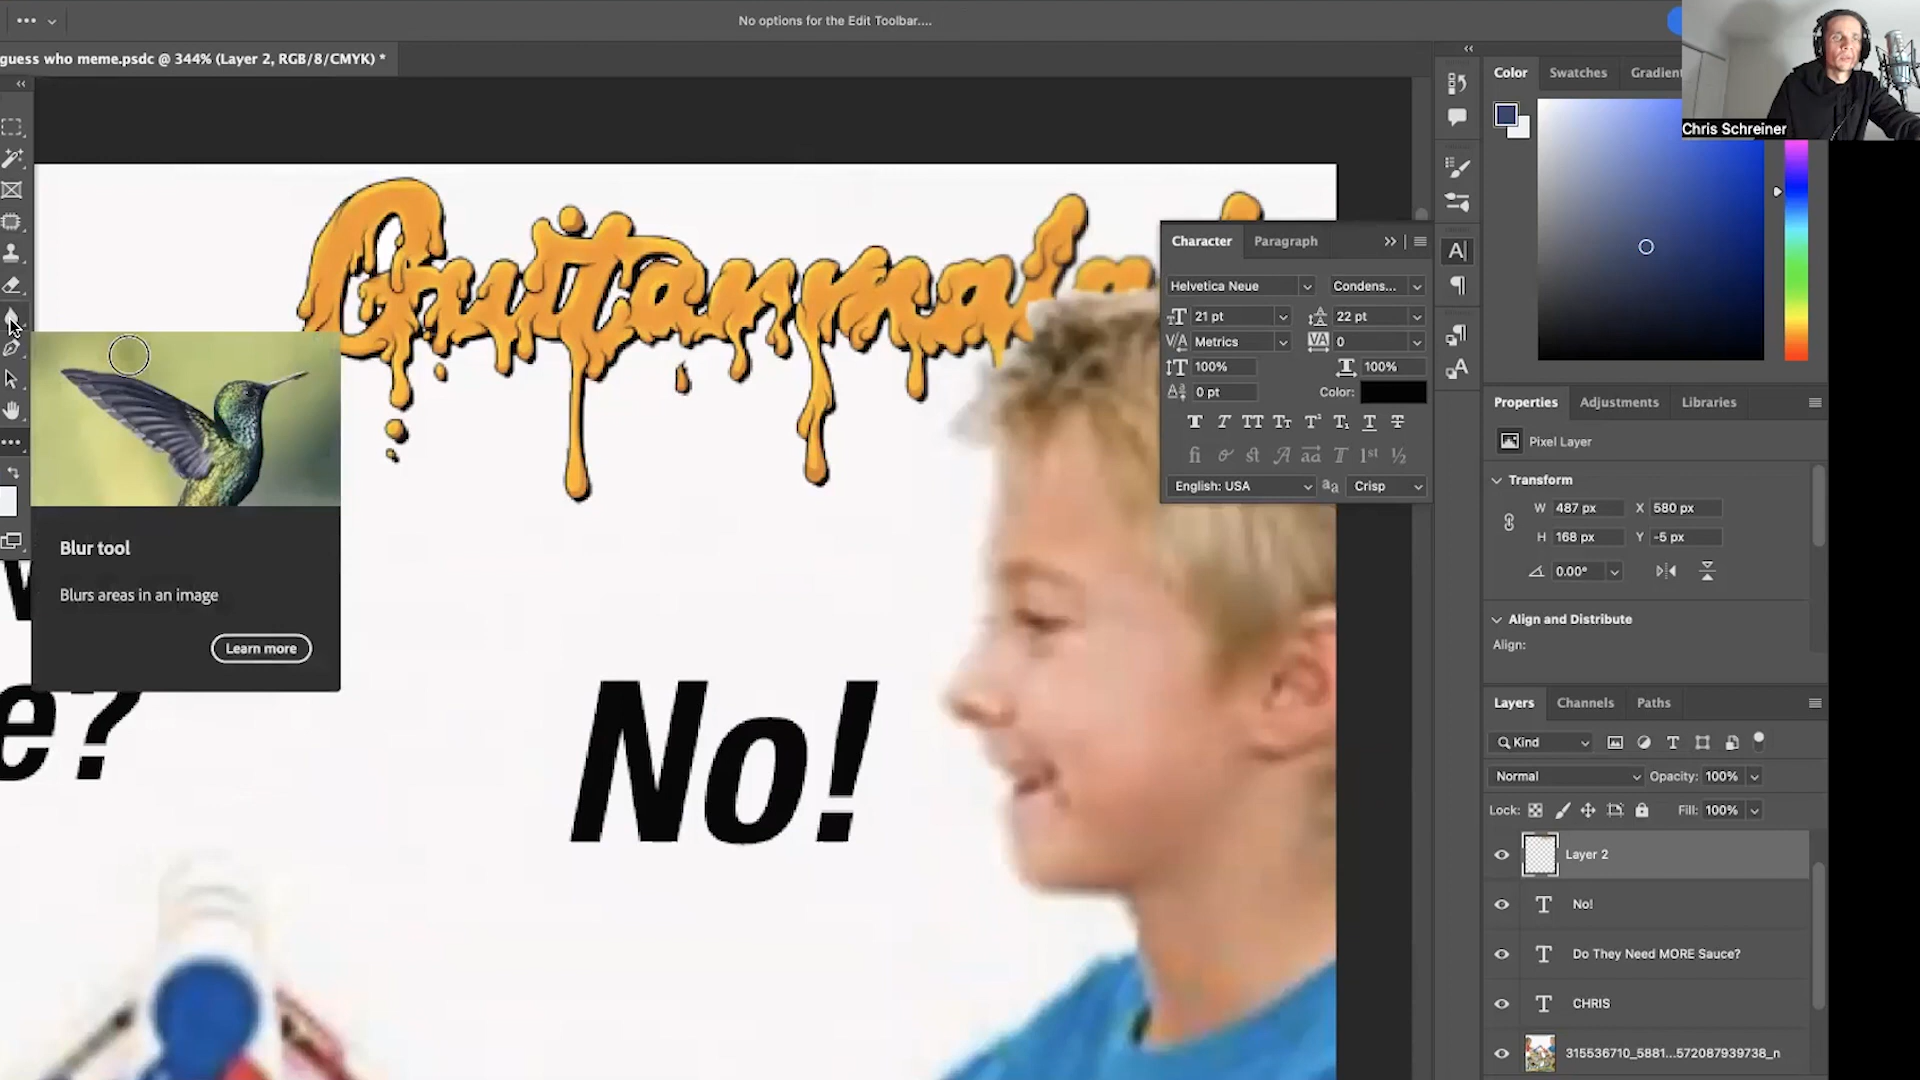 No options for the Edit Toolbar....
guess who meme.psdc @ 344% (Layer 2, RGB/8/CMYK) *
Color
Swatches
Chris Schreiner
Character
Paragraph
Helvetica Neue
Condens...
21 pt
22 pt
Metrics
0
100%
100%
0 pt
Color:
English: USA
Crisp
Blur tool
Blurs areas in an image
Learn more
e?
No!
Properties
Adjustments
Libraries
Pixel Layer
Transform
W 487 px
X 580 px
H 168 px
Y -5 px
0.00°
Align and Distribute
Align:
Layers
Channels
Paths
Kind
Normal
Opacity: 100%
Lock:
Fill: 100%
Layer 2
No!
Do They Need MORE Sauce?
CHRIS
315536710_5881...572087939738_n